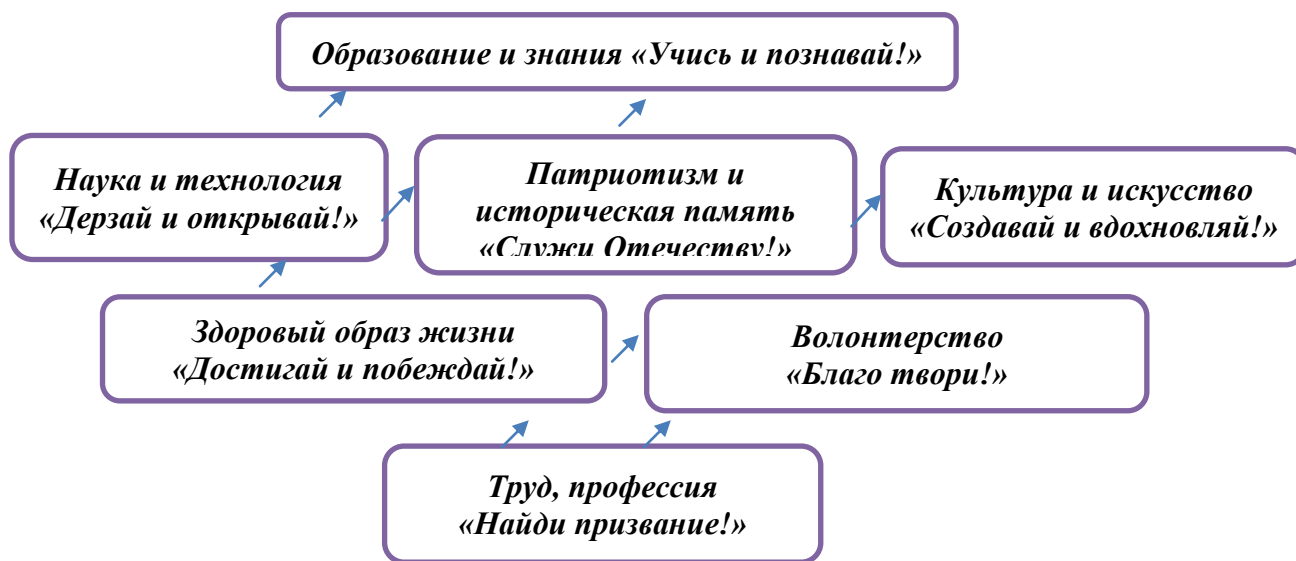 Образование и знания «Учись и познавай!»
Наука и технология
«Дерзай и открывай!»
Патриотизм и
историческая память
«Служи Отечеству!»
Культура и искусство
«Создавай и вдохновляй!»
Здоровый образ жизни
«Достигай и побеждай!»
Волонтерство
«Благо твори!»
Труд, профессия
«Найди призвание!»